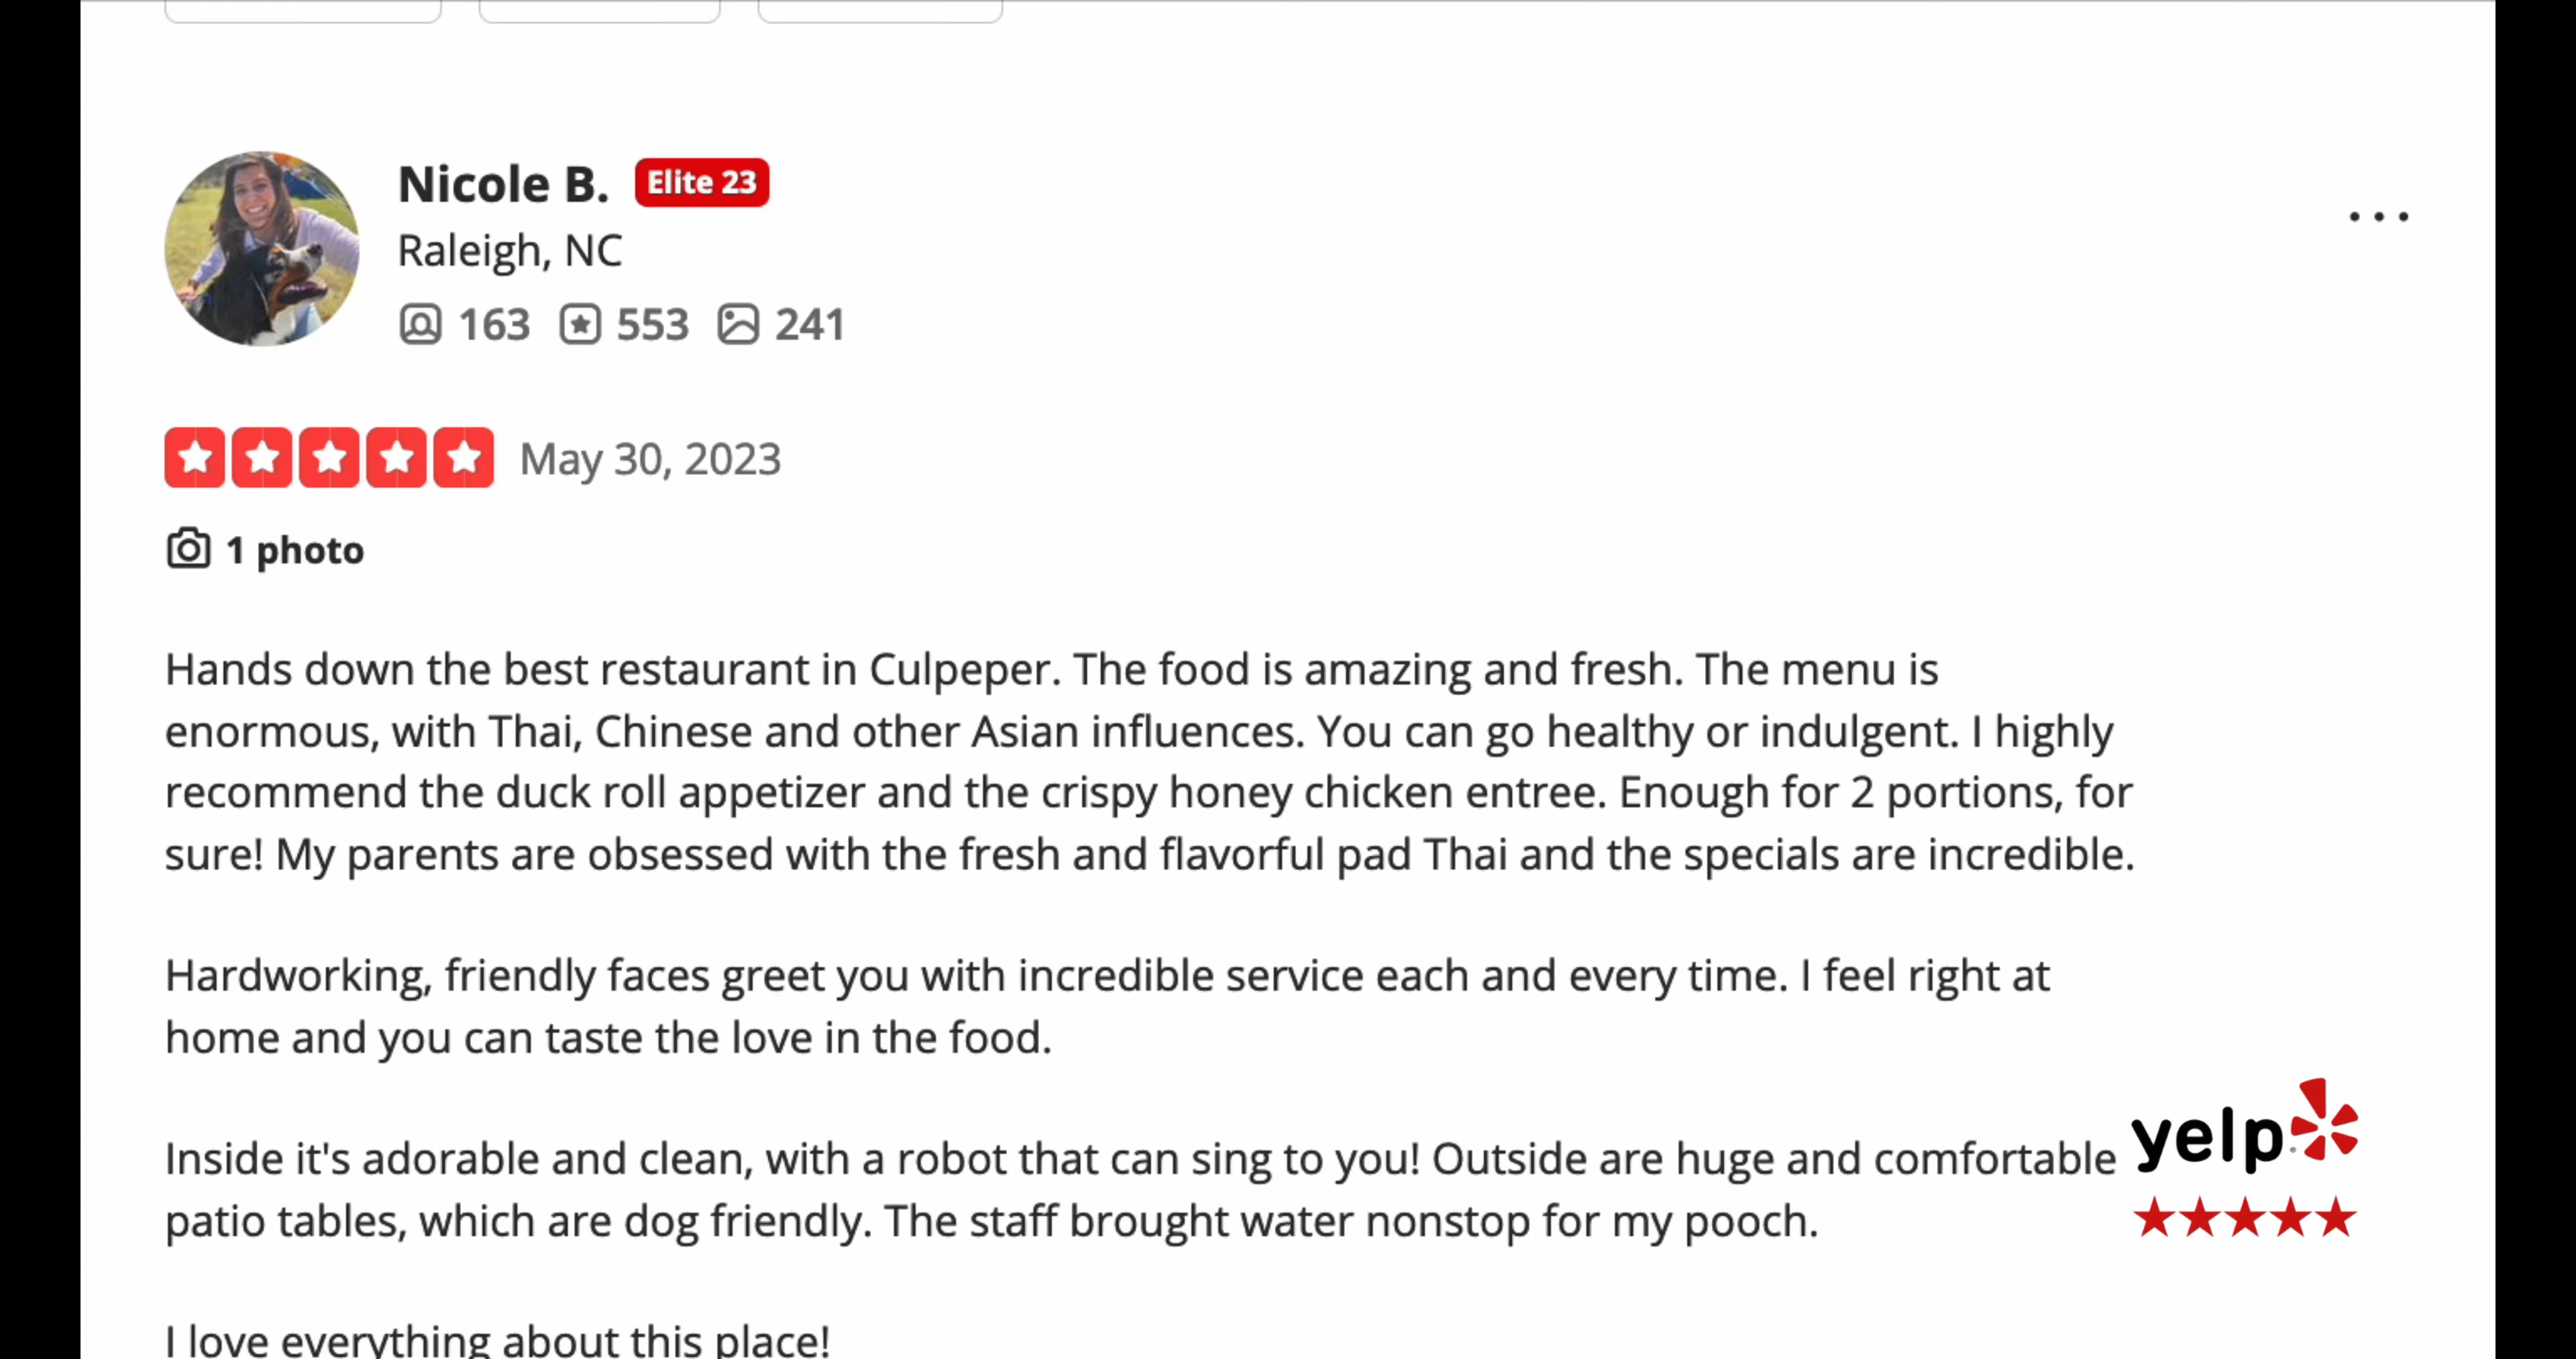 Nicole B. Elite 23
Raleigh, NC
163 553 241
May 30, 2023
1 photo
Hands down the best restaurant in Culpeper. The food is amazing and fresh. The menu is
enormous, with Thai, Chinese and other Asian influences. You can go healthy or indulgent. I highly
recommend the duck roll appetizer and the crispy honey chicken entree. Enough for 2 portions, for
sure! My parents are obsessed with the fresh and flavorful pad Thai and the specials are incredible.
Hardworking, friendly faces greet you with incredible service each and every time. I feel right at
home and you can taste the love in the food.
Inside it's adorable and clean, with a robot that can sing to you! Outside are huge and comfortable
patio tables, which are dog friendly. The staff brought water nonstop for my pooch.
yelp
I love everything about this place!